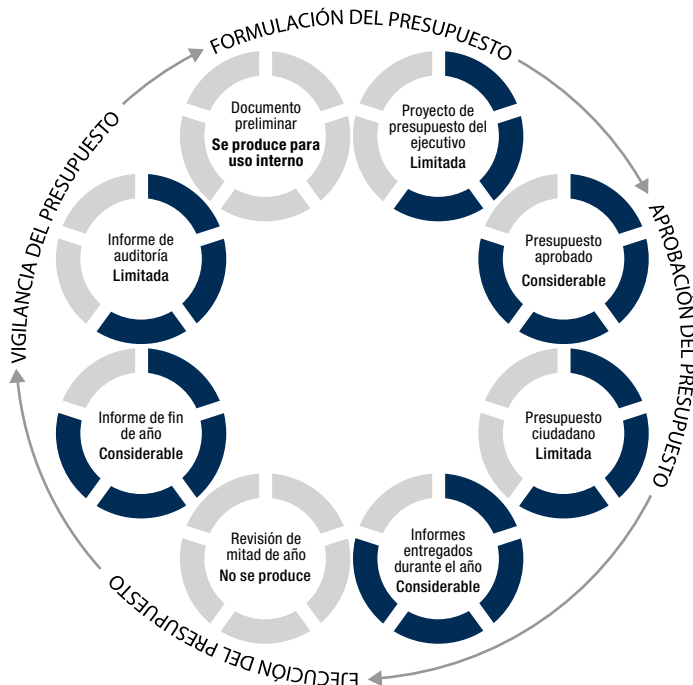 FORMULACIÓN DEL PRESUPUESTO
Documento
preliminar
Se produce para
uso interno
Proyecto de
presupuesto del
ejecutivo
Limitada
APROBACIÓN DEL PRESUPUESTO
Presupuesto
aprobado
Considerable
Presupuesto
ciudadano
Limitada
EJECUCIÓN DEL PRESUPUESTO
Informes
entregados
durante el año
Considerable
Revisión de
mitad de año
No se produce
VIGILANCIA DEL PRESUPUESTO
Informe de fin
de año
Considerable
Informe de
auditoría
Limitada